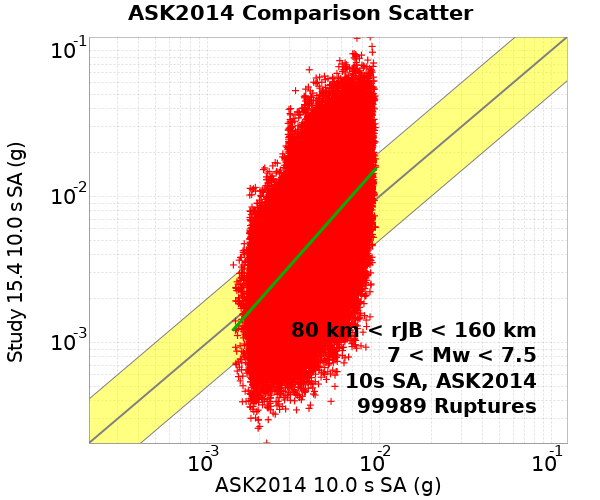 ASK2014 Comparison Scatter
10-1
10-2
10-3
Study 15.4 10.0 s SA (g)
80 km < rJB < 160 km
7 < Mw < 7.5
10s SA, ASK2014
99989 Ruptures
10-3 10-2 10-1
ASK2014 10.0 s SA (g)